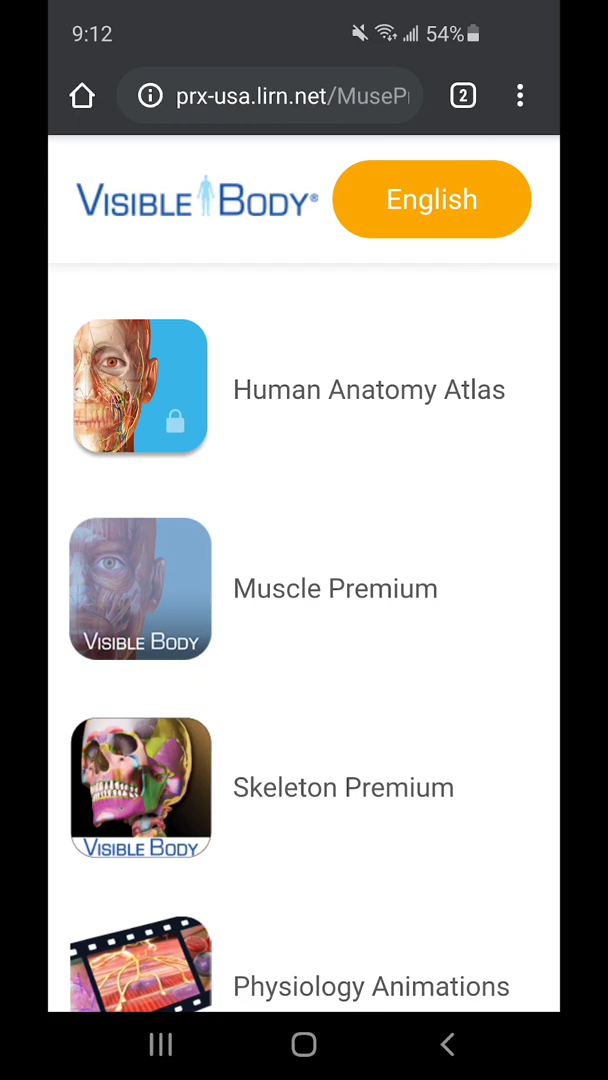 9:12
54%
prx-usa.lirn.net/MuseP
2
VISIBLE BODY®
English
Human Anatomy Atlas
VISIBLE BODY
Muscle Premium
VISIBLE BODY
Skeleton Premium
Physiology Animations